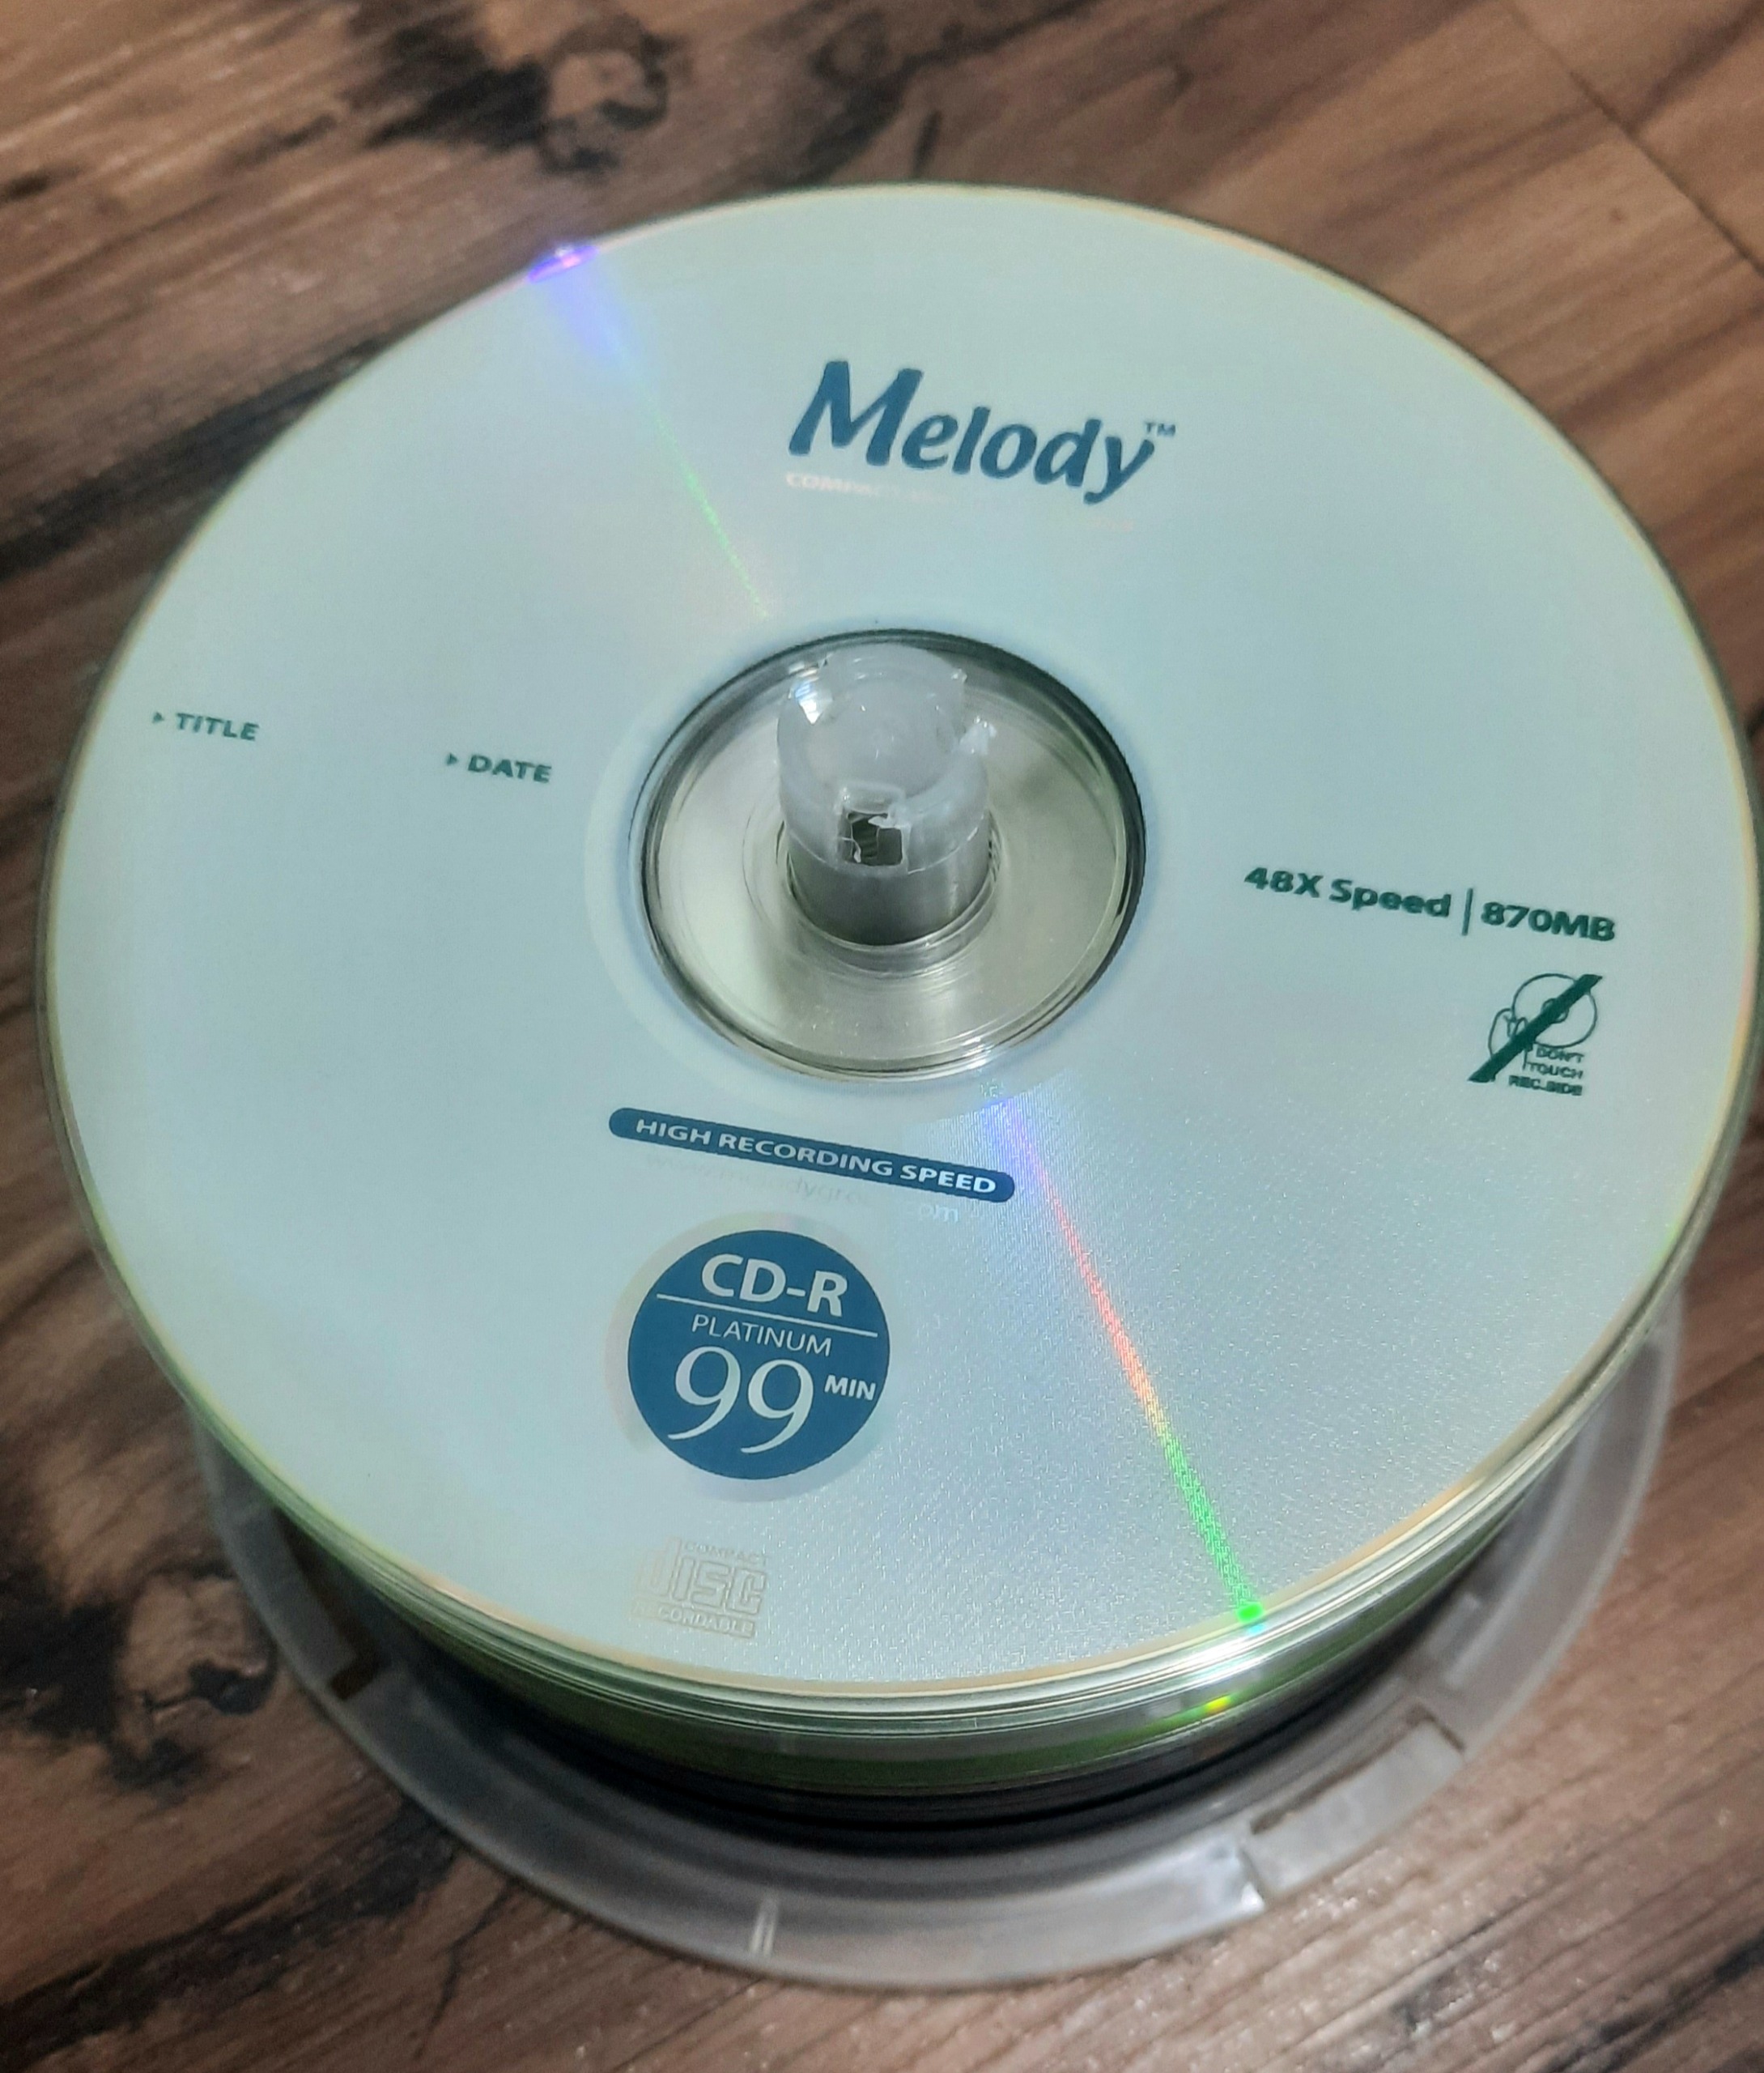 Melody™
COMPACT
▸ TITLE
▸ DATE
48X Speed | 870MB
DON'T
TOUCH
REC.SIDE
HIGH RECORDING SPEED
CD-R
PLATINUM
99 MIN
COMPACT
disc
RECORDABLE